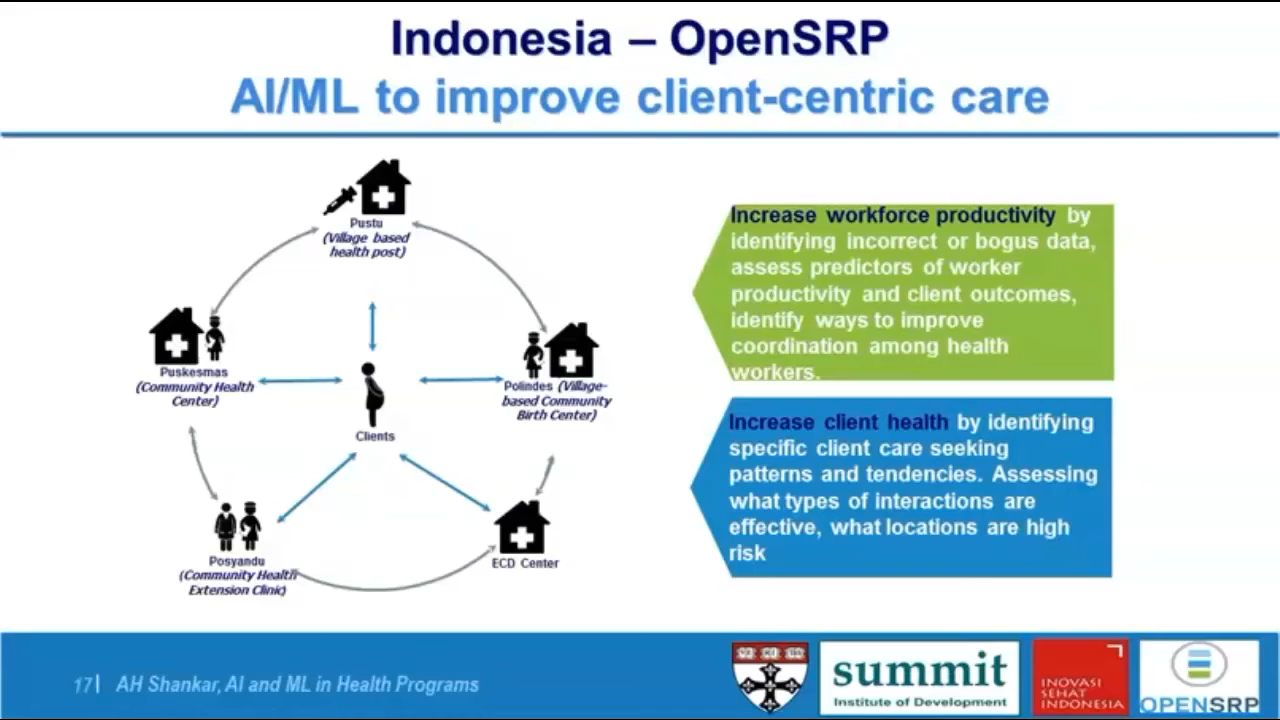 Indonesia – OpenSRP
AI/ML to improve client-centric care
Pustu
(Village based
health post)
Puskesmas
(Community Health
Center)
Polindes (Village-
based Community
Birth Center)
Clients
Posyandu
(Community Health
Extension Clinic)
ECD Center
Increase workforce productivity by
identifying incorrect or bogus data,
assess predictors of worker
productivity and client outcomes,
identify ways to improve
coordination among health
workers.
Increase client health by identifying
specific client care seeking
patterns and tendencies. Assessing
what types of interactions are
effective, what locations are high
risk
17| AH Shankar, AI and ML in Health Programs
summit
Institute of Development
INOVASI
SEHAT
INDONESIA
OPENSRP